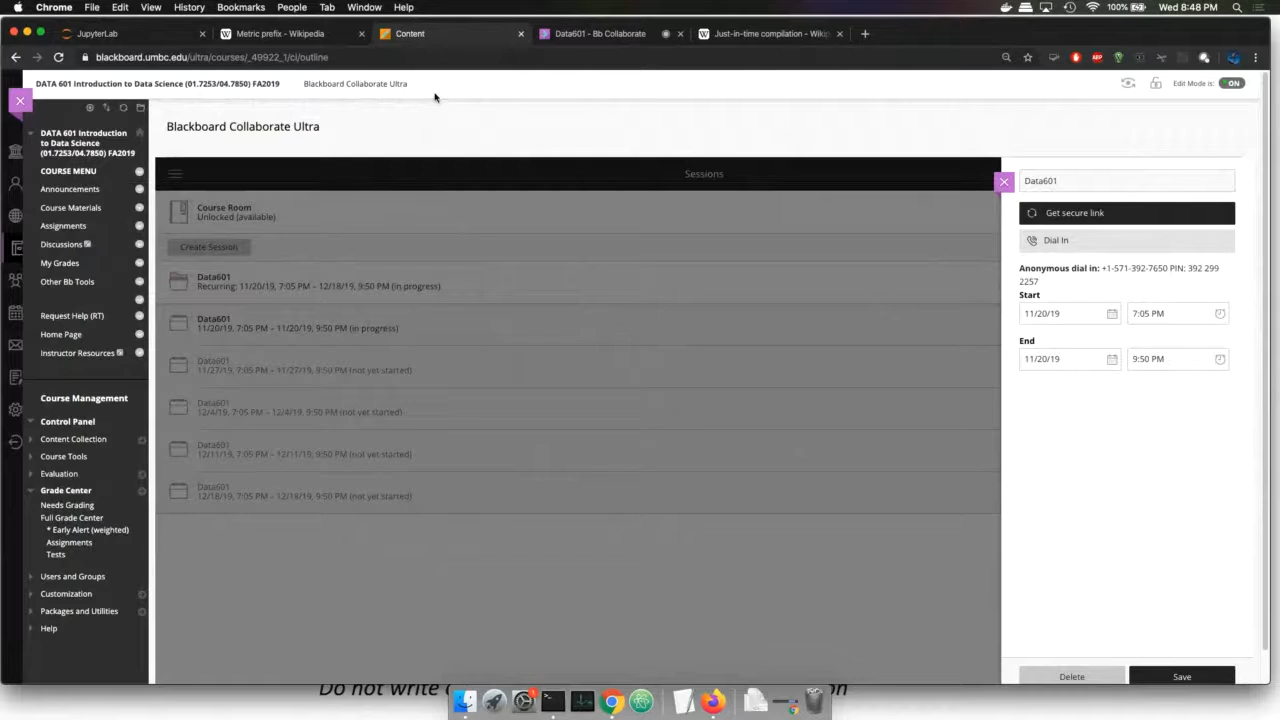 Chrome File Edit View History Bookmarks People Tab Window Help 100% Wed 8:48 PM
JupyterLab Metric prefix - Wikipedia Content Data601 - Bb Collaborate Just-in-time compilation - Wikip
blackboard.umbc.edu/ultra/courses/_49922_1/cl/outline
DATA 601 Introduction to Data Science (01.7253/04.7850) FA2019 Blackboard Collaborate Ultra Edit Mode is: ON
Blackboard Collaborate Ultra
DATA 601 Introduction
to Data Science
(01.7253/04.7850) FA2019
COURSE MENU
Announcements
Course Materials
Assignments
Discussions
My Grades
Other Bb Tools
Request Help (RT)
Home Page
Instructor Resources
Course Management
Control Panel
Content Collection
Course Tools
Evaluation
Grade Center
Needs Grading
Full Grade Center
* Early Alert (weighted)
Assignments
Tests
Users and Groups
Customization
Packages and Utilities
Help
Sessions
Course Room
Unlocked (available)
Create Session
Data601
Recurring: 11/20/19, 7:05 PM – 12/18/19, 9:50 PM (in progress)
Data601
11/20/19, 7:05 PM – 11/20/19, 9:50 PM (in progress)
Data601
11/27/19, 7:05 PM – 11/27/19, 9:50 PM (not yet started)
Data601
12/4/19, 7:05 PM – 12/4/19, 9:50 PM (not yet started)
Data601
12/11/19, 7:05 PM – 12/11/19, 9:50 PM (not yet started)
Data601
12/18/19, 7:05 PM – 12/18/19, 9:50 PM (not yet started)
Data601
Get secure link
Dial In
Anonymous dial in: +1-571-392-7650 PIN: 392 299
2257
Start
11/20/19 7:05 PM
End
11/20/19 9:50 PM
Delete Save
Do not write